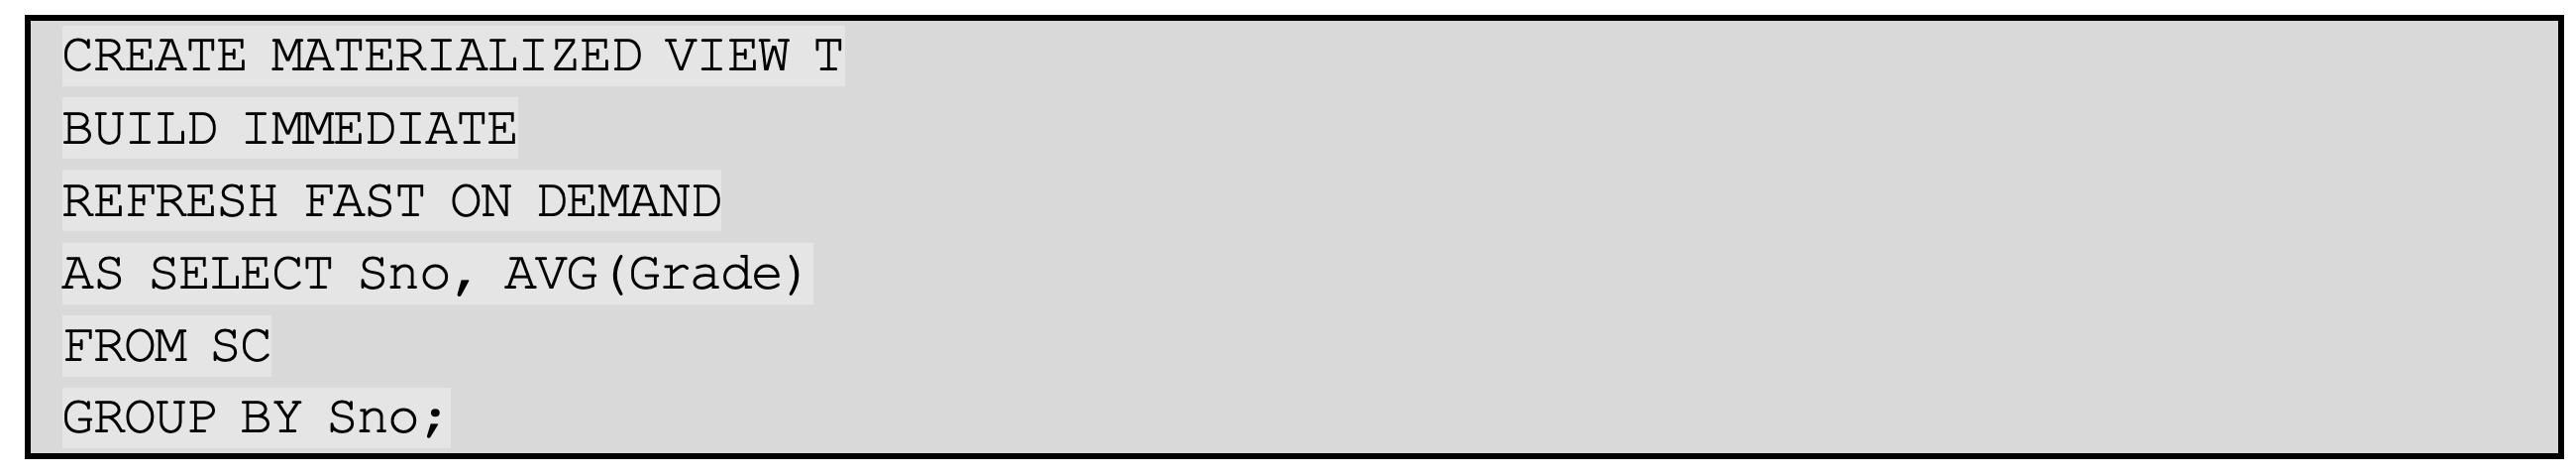 CREATE MATERIALIZED VIEW T
BUILD IMMEDIATE
REFRESH FAST ON DEMAND
AS SELECT Sno, AVG(Grade)
FROM SC
GROUP BY Sno;